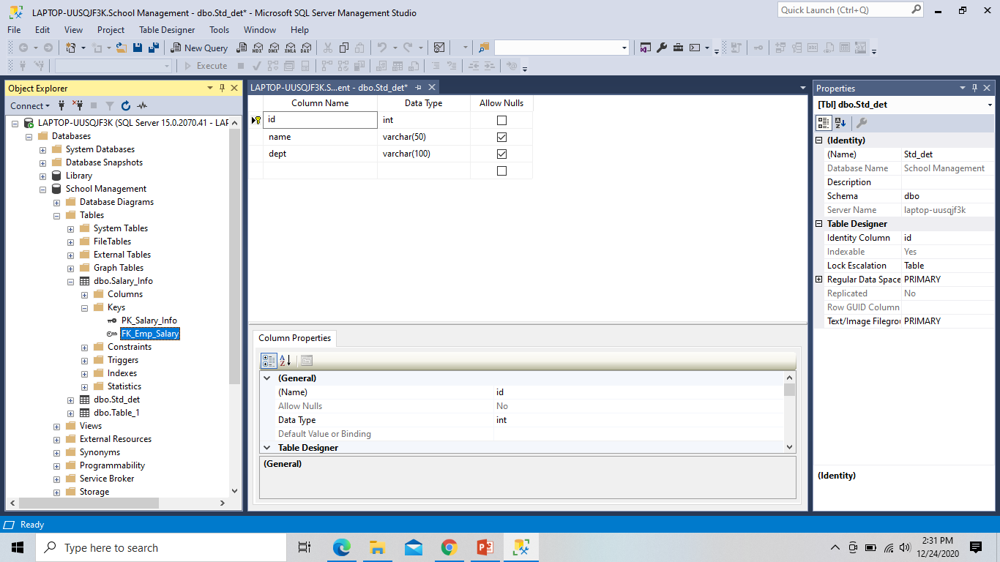 LAPTOP-UUSQJF3K.School Management - dbo.Std_det* - Microsoft SQL Server Management Studio
Quick Launch (Ctrl+Q)
File Edit View Project Table Designer Tools Window Help
New Query MDX DMX XMLA DAX
Execute
Object Explorer
Connect
LAPTOP-UUSQJF3K (SQL Server 15.0.2070.41 - LAP
Databases
System Databases
Database Snapshots
Library
School Management
Database Diagrams
Tables
System Tables
FileTables
External Tables
Graph Tables
dbo.Salary_Info
Columns
Keys
PK_Salary_Info
FK_Emp_Salary
Constraints
Triggers
Indexes
Statistics
dbo.Std_det
dbo.Table_1
Views
External Resources
Synonyms
Programmability
Service Broker
Storage
LAPTOP-UUSQJF3K.S...ent - dbo.Std_det*
Column Name Data Type Allow Nulls
id int
name varchar(50)
dept varchar(100)
Column Properties
(General)
(Name) id
Allow Nulls No
Data Type int
Default Value or Binding
Table Designer
(General)
Properties
[Tbl] dbo.Std_det
(Identity)
(Name) Std_det
Database Name School Management
Description
Schema dbo
Server Name laptop-uusqjf3k
Table Designer
Identity Column id
Indexable Yes
Lock Escalation Table
Regular Data Space PRIMARY
Replicated No
Row GUID Column
Text/Image Filegrou PRIMARY
(Identity)
Ready
Type here to search
2:31 PM
12/24/2020